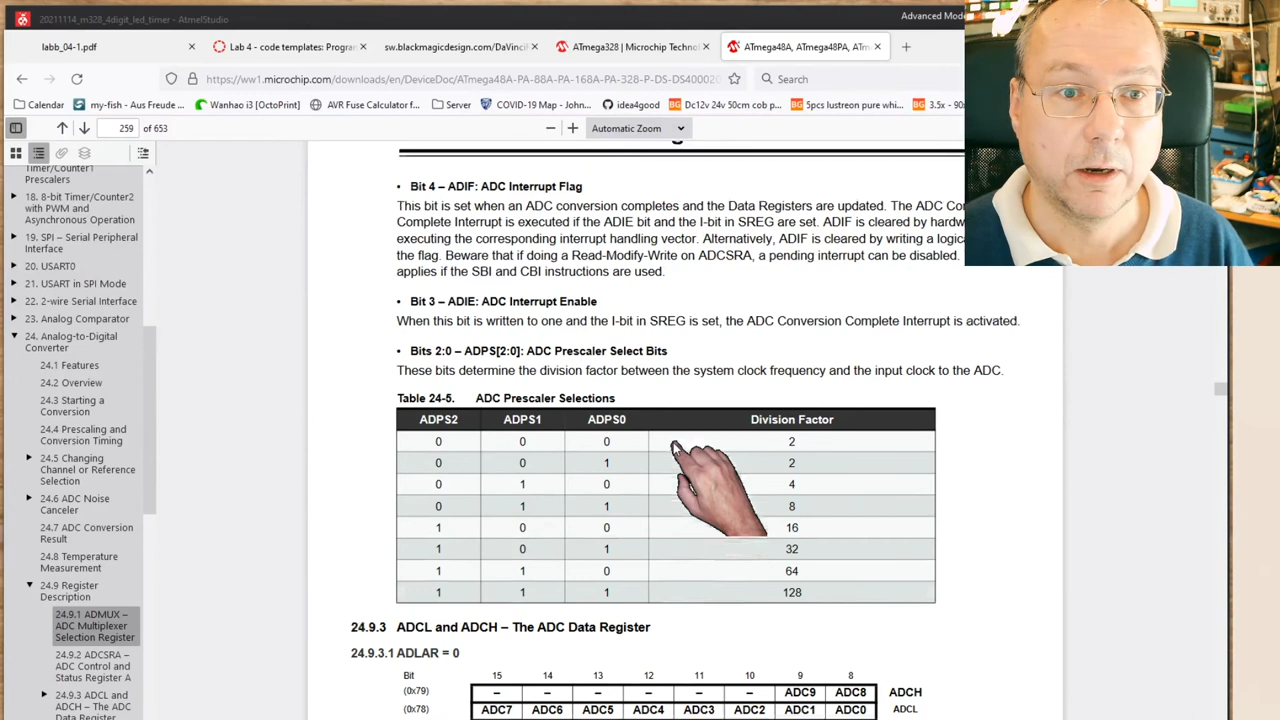 20211114_m328_4digit_led_timer - AtmelStudio
Advanced Mod
labb_04-1.pdf
Lab 4 - code templates: Progra
sw.blackmagicdesign.com/DaVinci
ATmega328 | Microchip Technol
ATmega48A, ATmega48PA, ATm
https://ww1.microchip.com/downloads/en/DeviceDoc/ATmega48A-PA-88A-PA-168A-PA-328-P-DS-DS400020
Search
Calendar
my-fish - Aus Freude
Wanhao i3 [OctoPrint]
AVR Fuse Calculator f
Server
COVID-19 Map - John
idea4good
Dc12v 24v 50cm cob p
5pcs lustreon pure whi
3.5x - 90x
259 of 653
Automatic Zoom
Timer/Counter1
Prescalers
18. 8-bit Timer/Counter2
with PWM and
Asynchronous Operation
19. SPI – Serial Peripheral
Interface
20. USART0
21. USART in SPI Mode
22. 2-wire Serial Interface
23. Analog Comparator
24. Analog-to-Digital
Converter
24.1 Features
24.2 Overview
24.3 Starting a
Conversion
24.4 Prescaling and
Conversion Timing
24.5 Changing
Channel or Reference
Selection
24.6 ADC Noise
Canceler
24.7 ADC Conversion
Result
24.8 Temperature
Measurement
24.9 Register
Description
24.9.1 ADMUX –
ADC Multiplexer
Selection Register
24.9.2 ADCSRA –
ADC Control and
Status Register A
24.9.3 ADCL and
ADCH – The ADC
Data Register
• Bit 4 – ADIF: ADC Interrupt Flag
This bit is set when an ADC conversion completes and the Data Registers are updated. The ADC Con
Complete Interrupt is executed if the ADIE bit and the I-bit in SREG are set. ADIF is cleared by hardw
executing the corresponding interrupt handling vector. Alternatively, ADIF is cleared by writing a logica
the flag. Beware that if doing a Read-Modify-Write on ADCSRA, a pending interrupt can be disabled.
applies if the SBI and CBI instructions are used.
• Bit 3 – ADIE: ADC Interrupt Enable
When this bit is written to one and the I-bit in SREG is set, the ADC Conversion Complete Interrupt is activated.
• Bits 2:0 – ADPS[2:0]: ADC Prescaler Select Bits
These bits determine the division factor between the system clock frequency and the input clock to the ADC.
Table 24-5. ADC Prescaler Selections
ADPS2 ADPS1 ADPS0 Division Factor
0 0 0 2
0 0 1 2
0 1 0 4
0 1 1 8
1 0 0 16
1 0 1 32
1 1 0 64
1 1 1 128
24.9.3 ADCL and ADCH – The ADC Data Register
24.9.3.1 ADLAR = 0
Bit 15 14 13 12 11 10 9 8
(0x79) – – – – – – ADC9 ADC8 ADCH
(0x78) ADC7 ADC6 ADC5 ADC4 ADC3 ADC2 ADC1 ADC0 ADCL